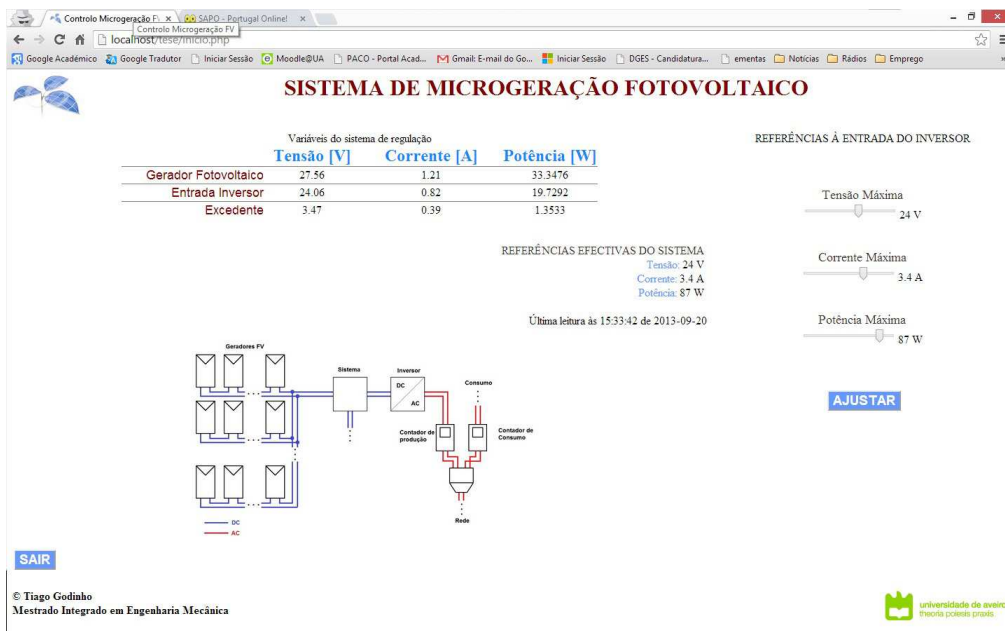 Controlo Microgeração F
SAPO - Portugal Online!
Controlo Microgeração FV
localhost/tese/inicio.php
Google Académico
Google Tradutor
Iniciar Sessão
Moodle@UA
PACO - Portal Acad...
Gmail: E-mail do Go...
Iniciar Sessão
DGES - Candidatura...
ementas
Notícias
Rádios
Emprego
SISTEMA DE MICROGERAÇÃO FOTOVOLTAICO
Variáveis do sistema de regulação
Tensão [V] Corrente [A] Potência [W]
Gerador Fotovoltaico 27.56 1.21 33.3476
Entrada Inversor 24.06 0.82 19.7292
Excedente 3.47 0.39 1.3533
REFERÊNCIAS À ENTRADA DO INVERSOR
Tensão Máxima
24 V
Corrente Máxima
3.4 A
Potência Máxima
87 W
AJUSTAR
REFERÊNCIAS EFECTIVAS DO SISTEMA
Tensão: 24 V
Corrente: 3.4 A
Potência: 87 W
Última leitura às 15:33:42 de 2013-09-20
Geradores FV
Sistema
Inversor
DC
AC
Consumo
Contador de
produção
Contador de
Consumo
Rede
DC
AC
SAIR
© Tiago Godinho
Mestrado Integrado em Engenharia Mecânica
universidade de aveiro
theoria poiesis praxis